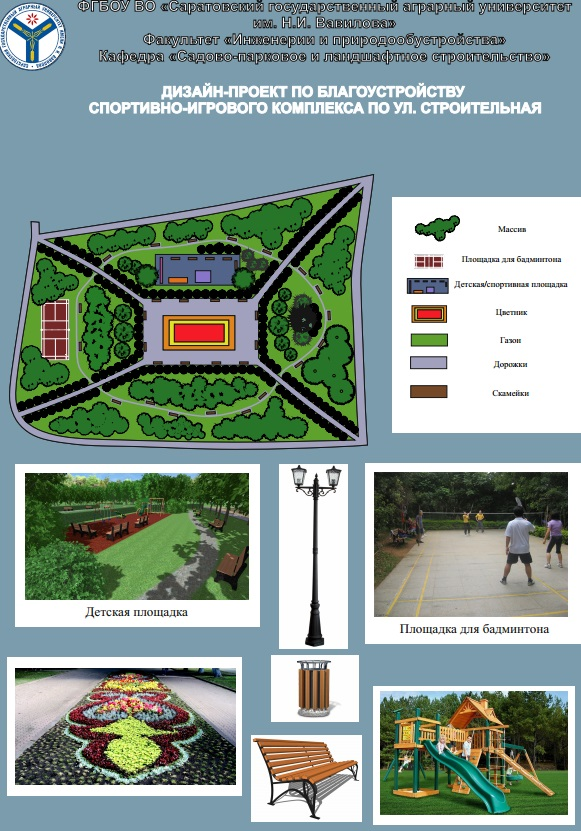 ФГБОУ ВО «Саратовский государственный аграрный университет
им. Н.И. Вавилова»
Факультет «Инженерии и природообустройства»
Кафедра «Садово-парковое и ландшафтное строительство»
ДИЗАЙН-ПРОЕКТ ПО БЛАГОУСТРОЙСТВУ
СПОРТИВНО-ИГРОВОГО КОМПЛЕКСА ПО УЛ. СТРОИТЕЛЬНАЯ
Массив
Площадка для бадминтона
Детская/спортивная площадка
Цветник
Газон
Дорожки
Скамейки
Детская площадка
Площадка для бадминтона